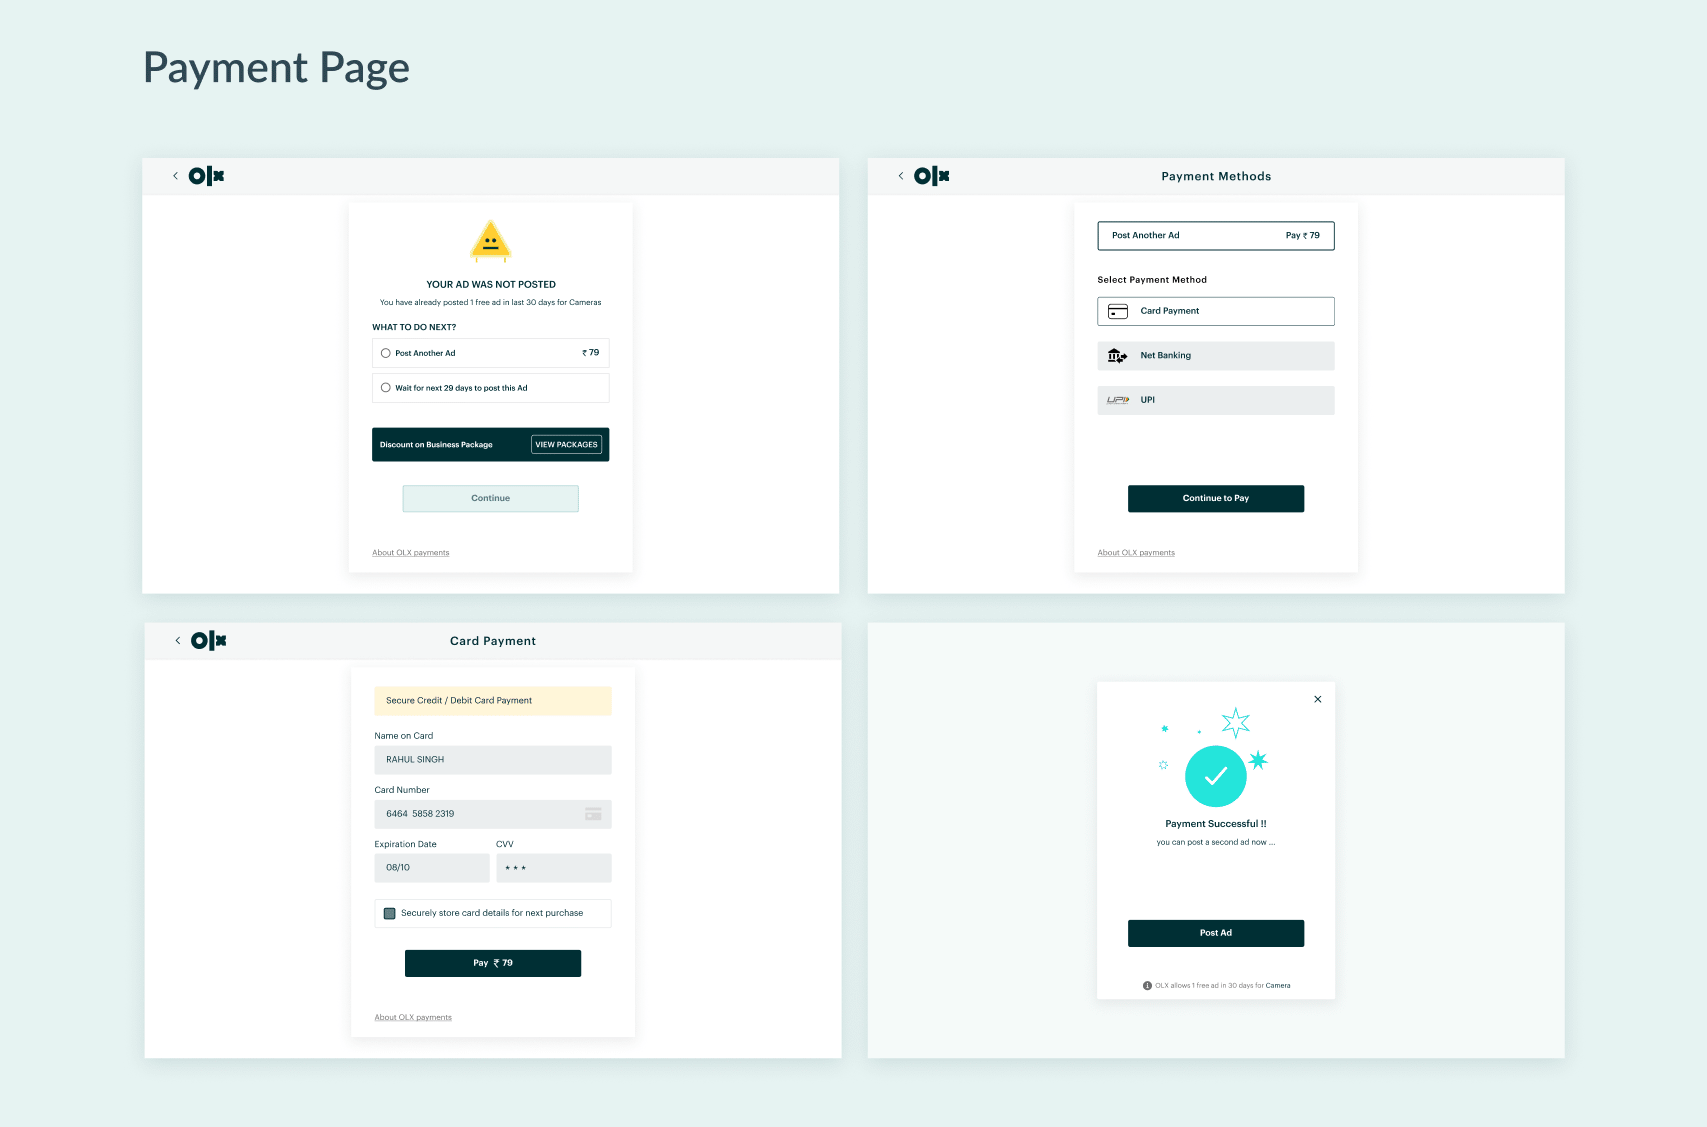 Payment Page
olx
YOUR AD WAS NOT POSTED
You have already posted 1 free ad in last 30 days for Cameras
WHAT TO DO NEXT?
Post Another Ad ₹ 79
Wait for next 29 days to post this Ad
Discount on Business Package VIEW PACKAGES
Continue
About OLX payments
olx Payment Methods
Post Another Ad Pay ₹ 79
Select Payment Method
Card Payment
Net Banking
UPI UPI
Continue to Pay
About OLX payments
olx Card Payment
Secure Credit / Debit Card Payment
Name on Card
RAHUL SINGH
Card Number
6464 5858 2319
Expiration Date CVV
08/10 * * *
Securely store card details for next purchase
Pay ₹ 79
About OLX payments
Payment Successful !!
you can post a second ad now ...
Post Ad
OLX allows 1 free ad in 30 days for Camera